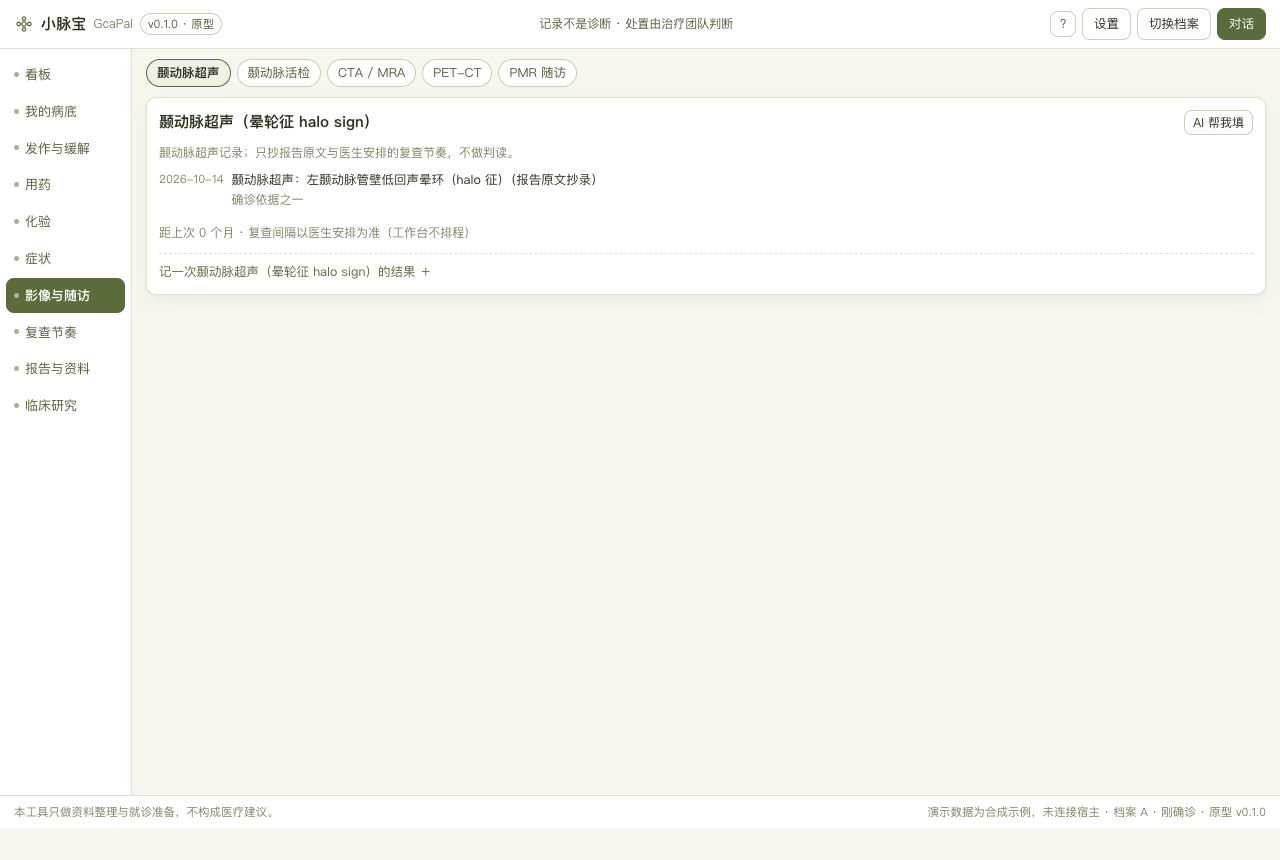 小脉宝 GcaPal v0.1.0 · 原型
记录不是诊断 · 处置由治疗团队判断
? 设置 切换档案 对话
看板
我的病底
发作与缓解
用药
化验
症状
影像与随访
复查节奏
报告与资料
临床研究
颞动脉超声 颞动脉活检 CTA / MRA PET-CT PMR 随访
颞动脉超声（晕轮征 halo sign）
AI 帮我填
颞动脉超声记录；只抄报告原文与医生安排的复查节奏，不做判读。
2026-10-14 颞动脉超声：左颞动脉管壁低回声晕环（halo 征）（报告原文抄录）
确诊依据之一
距上次 0 个月 · 复查间隔以医生安排为准（工作台不排程）
记一次颞动脉超声（晕轮征 halo sign）的结果 +
本工具只做资料整理与就诊准备，不构成医疗建议。
演示数据为合成示例，未连接宿主 · 档案 A · 刚确诊 · 原型 v0.1.0